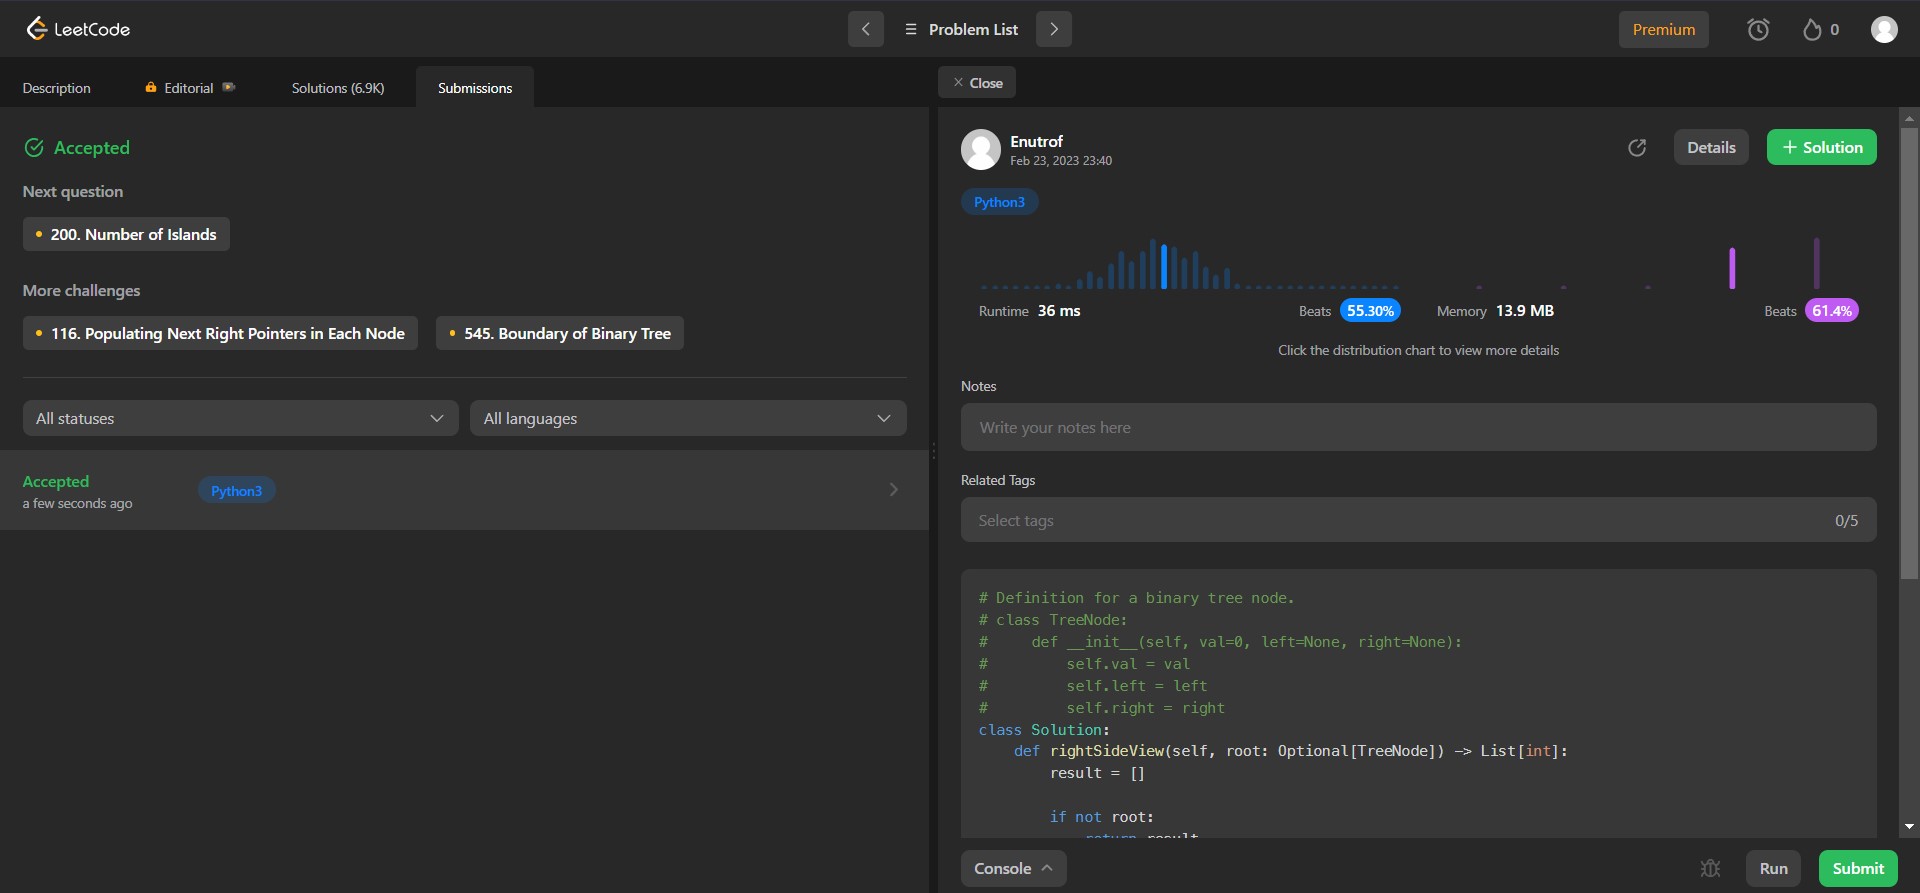 LeetCode
Problem List
Premium
0
Description
Editorial
Solutions (6.9K)
Submissions
Close
Accepted
Next question
200. Number of Islands
More challenges
116. Populating Next Right Pointers in Each Node
545. Boundary of Binary Tree
All statuses
All languages
Accepted
a few seconds ago
Python3
Enutrof
Feb 23, 2023 23:40
Details
+ Solution
Python3
Runtime 36 ms
Beats 55.30%
Memory 13.9 MB
Beats 61.4%
Click the distribution chart to view more details
Notes
Write your notes here
Related Tags
Select tags
0/5
# Definition for a binary tree node.
# class TreeNode:
#     def __init__(self, val=0, left=None, right=None):
#         self.val = val
#         self.left = left
#         self.right = right
class Solution:
    def rightSideView(self, root: Optional[TreeNode]) -> List[int]:
        result = []
        if not root:
            return result
Console
Run
Submit